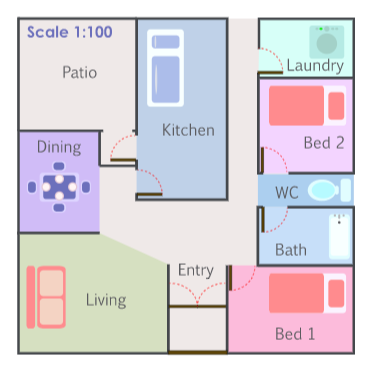 Scale 1:100
Patio
Laundry
Kitchen
Bed 2
Dining
WC
Bath
Entry
Living
Bed 1